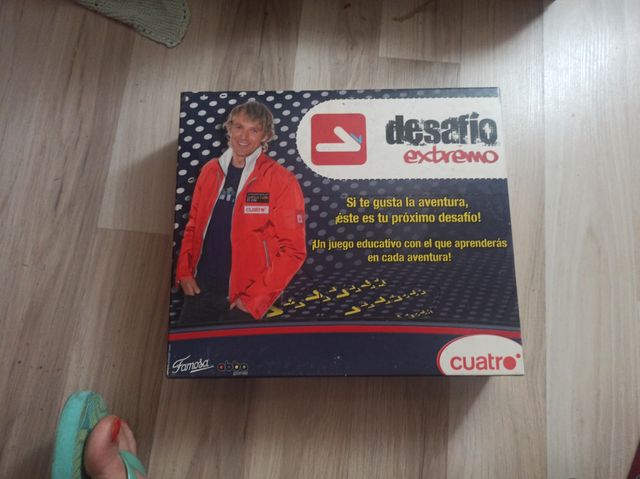 desafío
extremo
Si te gusta la aventura,
¡éste es tu próximo desafío!
¡Un juego educativo con el que aprenderás
en cada aventura!
cuatro
Famosa
cuatro